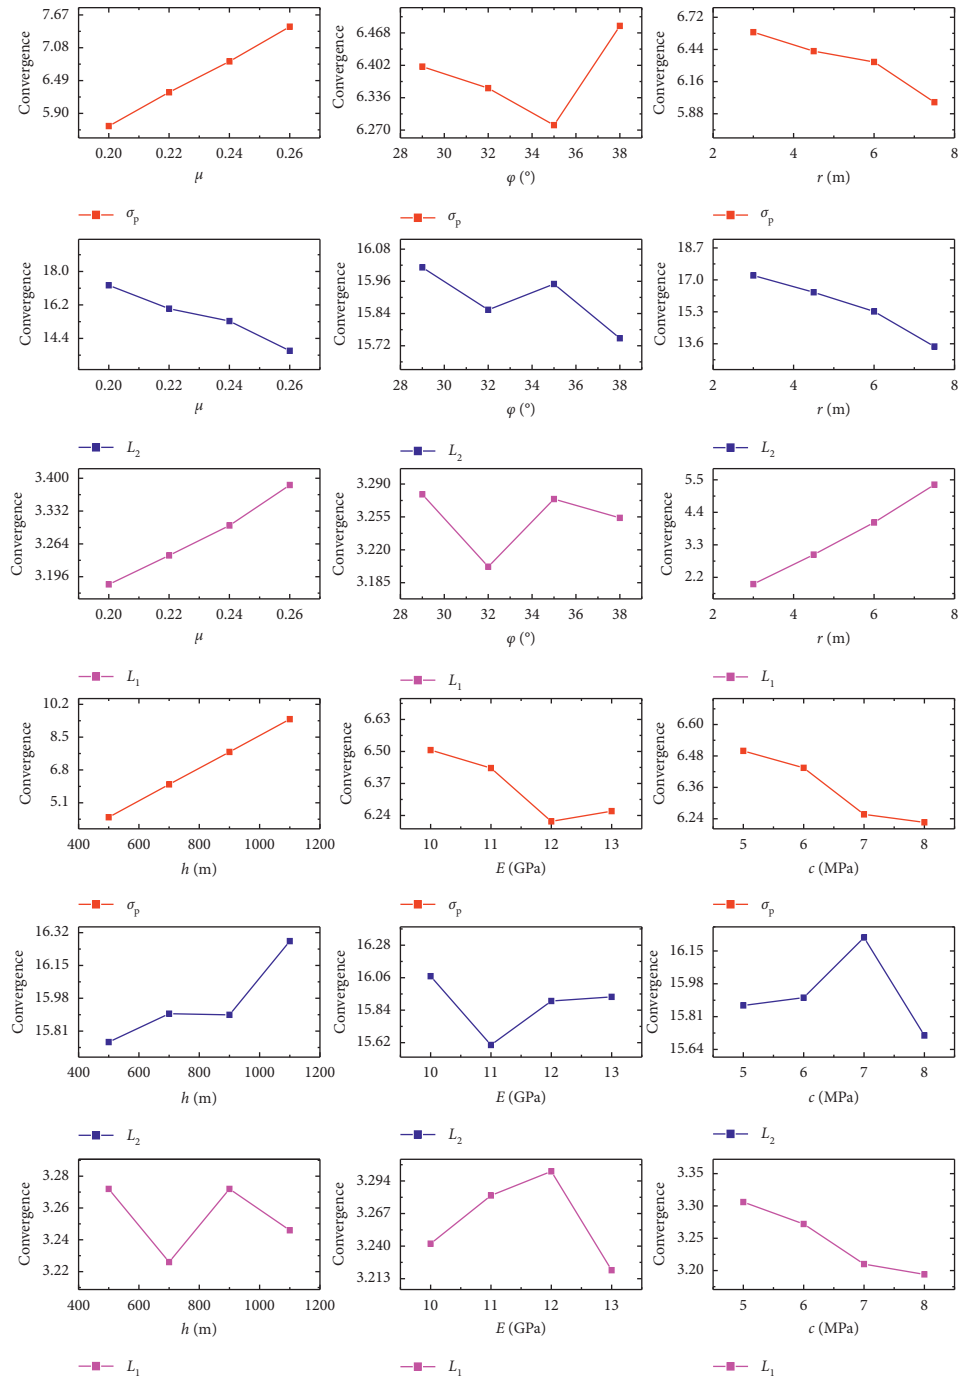 Convergence
7.67
7.08
6.49
5.90
0.20 0.22 0.24 0.26
μ
σp
Convergence
6.468
6.402
6.336
6.270
28 30 32 34 36 38
φ (°)
σp
Convergence
6.72
6.44
6.16
5.88
2 4 6 8
r (m)
σp
Convergence
18.0
16.2
14.4
0.20 0.22 0.24 0.26
μ
L2
Convergence
16.08
15.96
15.84
15.72
28 30 32 34 36 38
φ (°)
L2
Convergence
18.7
17.0
15.3
13.6
2 4 6 8
r (m)
L2
Convergence
3.400
3.332
3.264
3.196
0.20 0.22 0.24 0.26
μ
L1
Convergence
3.290
3.255
3.220
3.185
28 30 32 34 36 38
φ (°)
L1
Convergence
5.5
4.4
3.3
2.2
2 4 6 8
r (m)
L1
Convergence
10.2
8.5
6.8
5.1
400 600 800 1000 1200
h (m)
σp
Convergence
6.63
6.50
6.37
6.24
10 11 12 13
E (GPa)
σp
Convergence
6.60
6.48
6.36
6.24
5 6 7 8
c (MPa)
σp
Convergence
16.32
16.15
15.98
15.81
400 600 800 1000 1200
h (m)
L2
Convergence
16.28
16.06
15.84
15.62
10 11 12 13
E (GPa)
L2
Convergence
16.15
15.98
15.81
15.64
5 6 7 8
c (MPa)
L2
Convergence
3.28
3.26
3.24
3.22
400 600 800 1000 1200
h (m)
L1
Convergence
3.294
3.267
3.240
3.213
10 11 12 13
E (GPa)
L1
Convergence
3.35
3.30
3.25
3.20
5 6 7 8
c (MPa)
L1